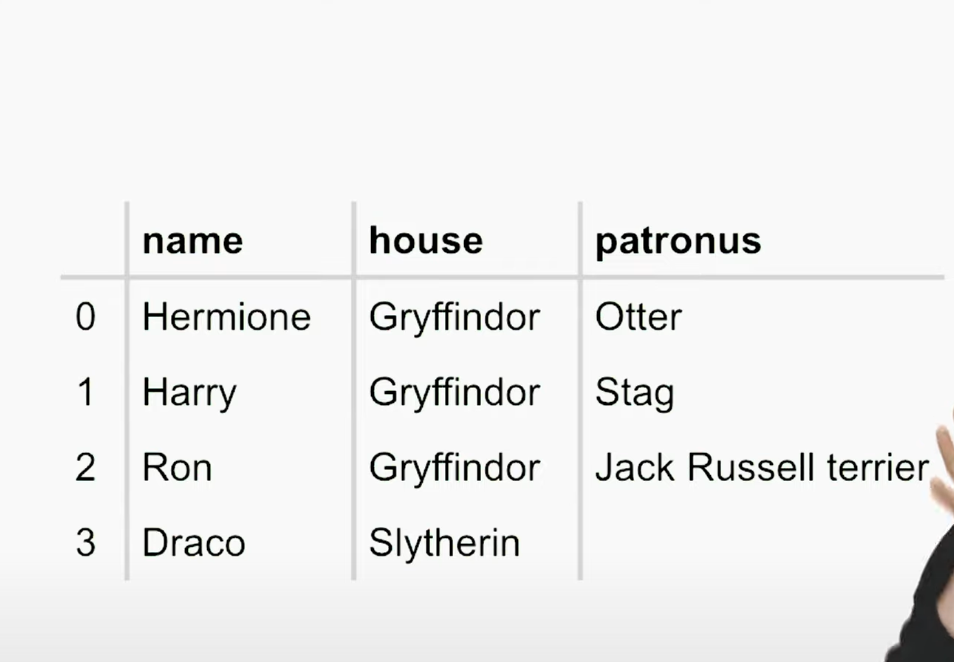 name house patronus
0 Hermione Gryffindor Otter
1 Harry Gryffindor Stag
2 Ron Gryffindor Jack Russell terrier
3 Draco Slytherin